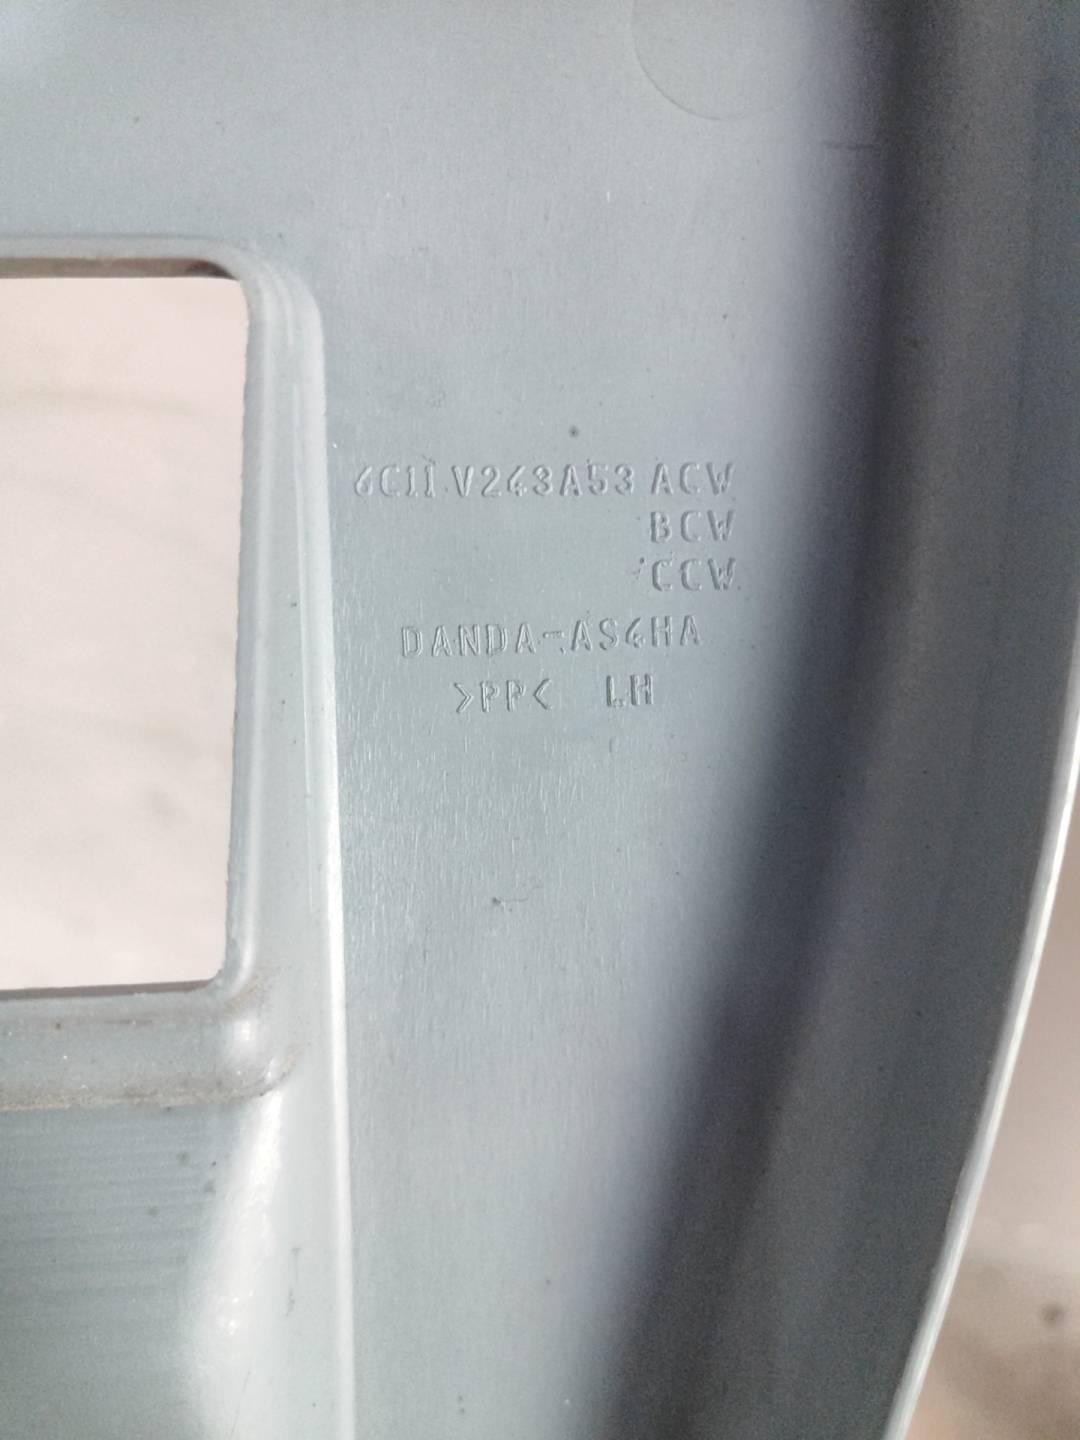 6C11 V243A53 ACW
BCW
CCW
DANDA-AS4HA
>PP< LH